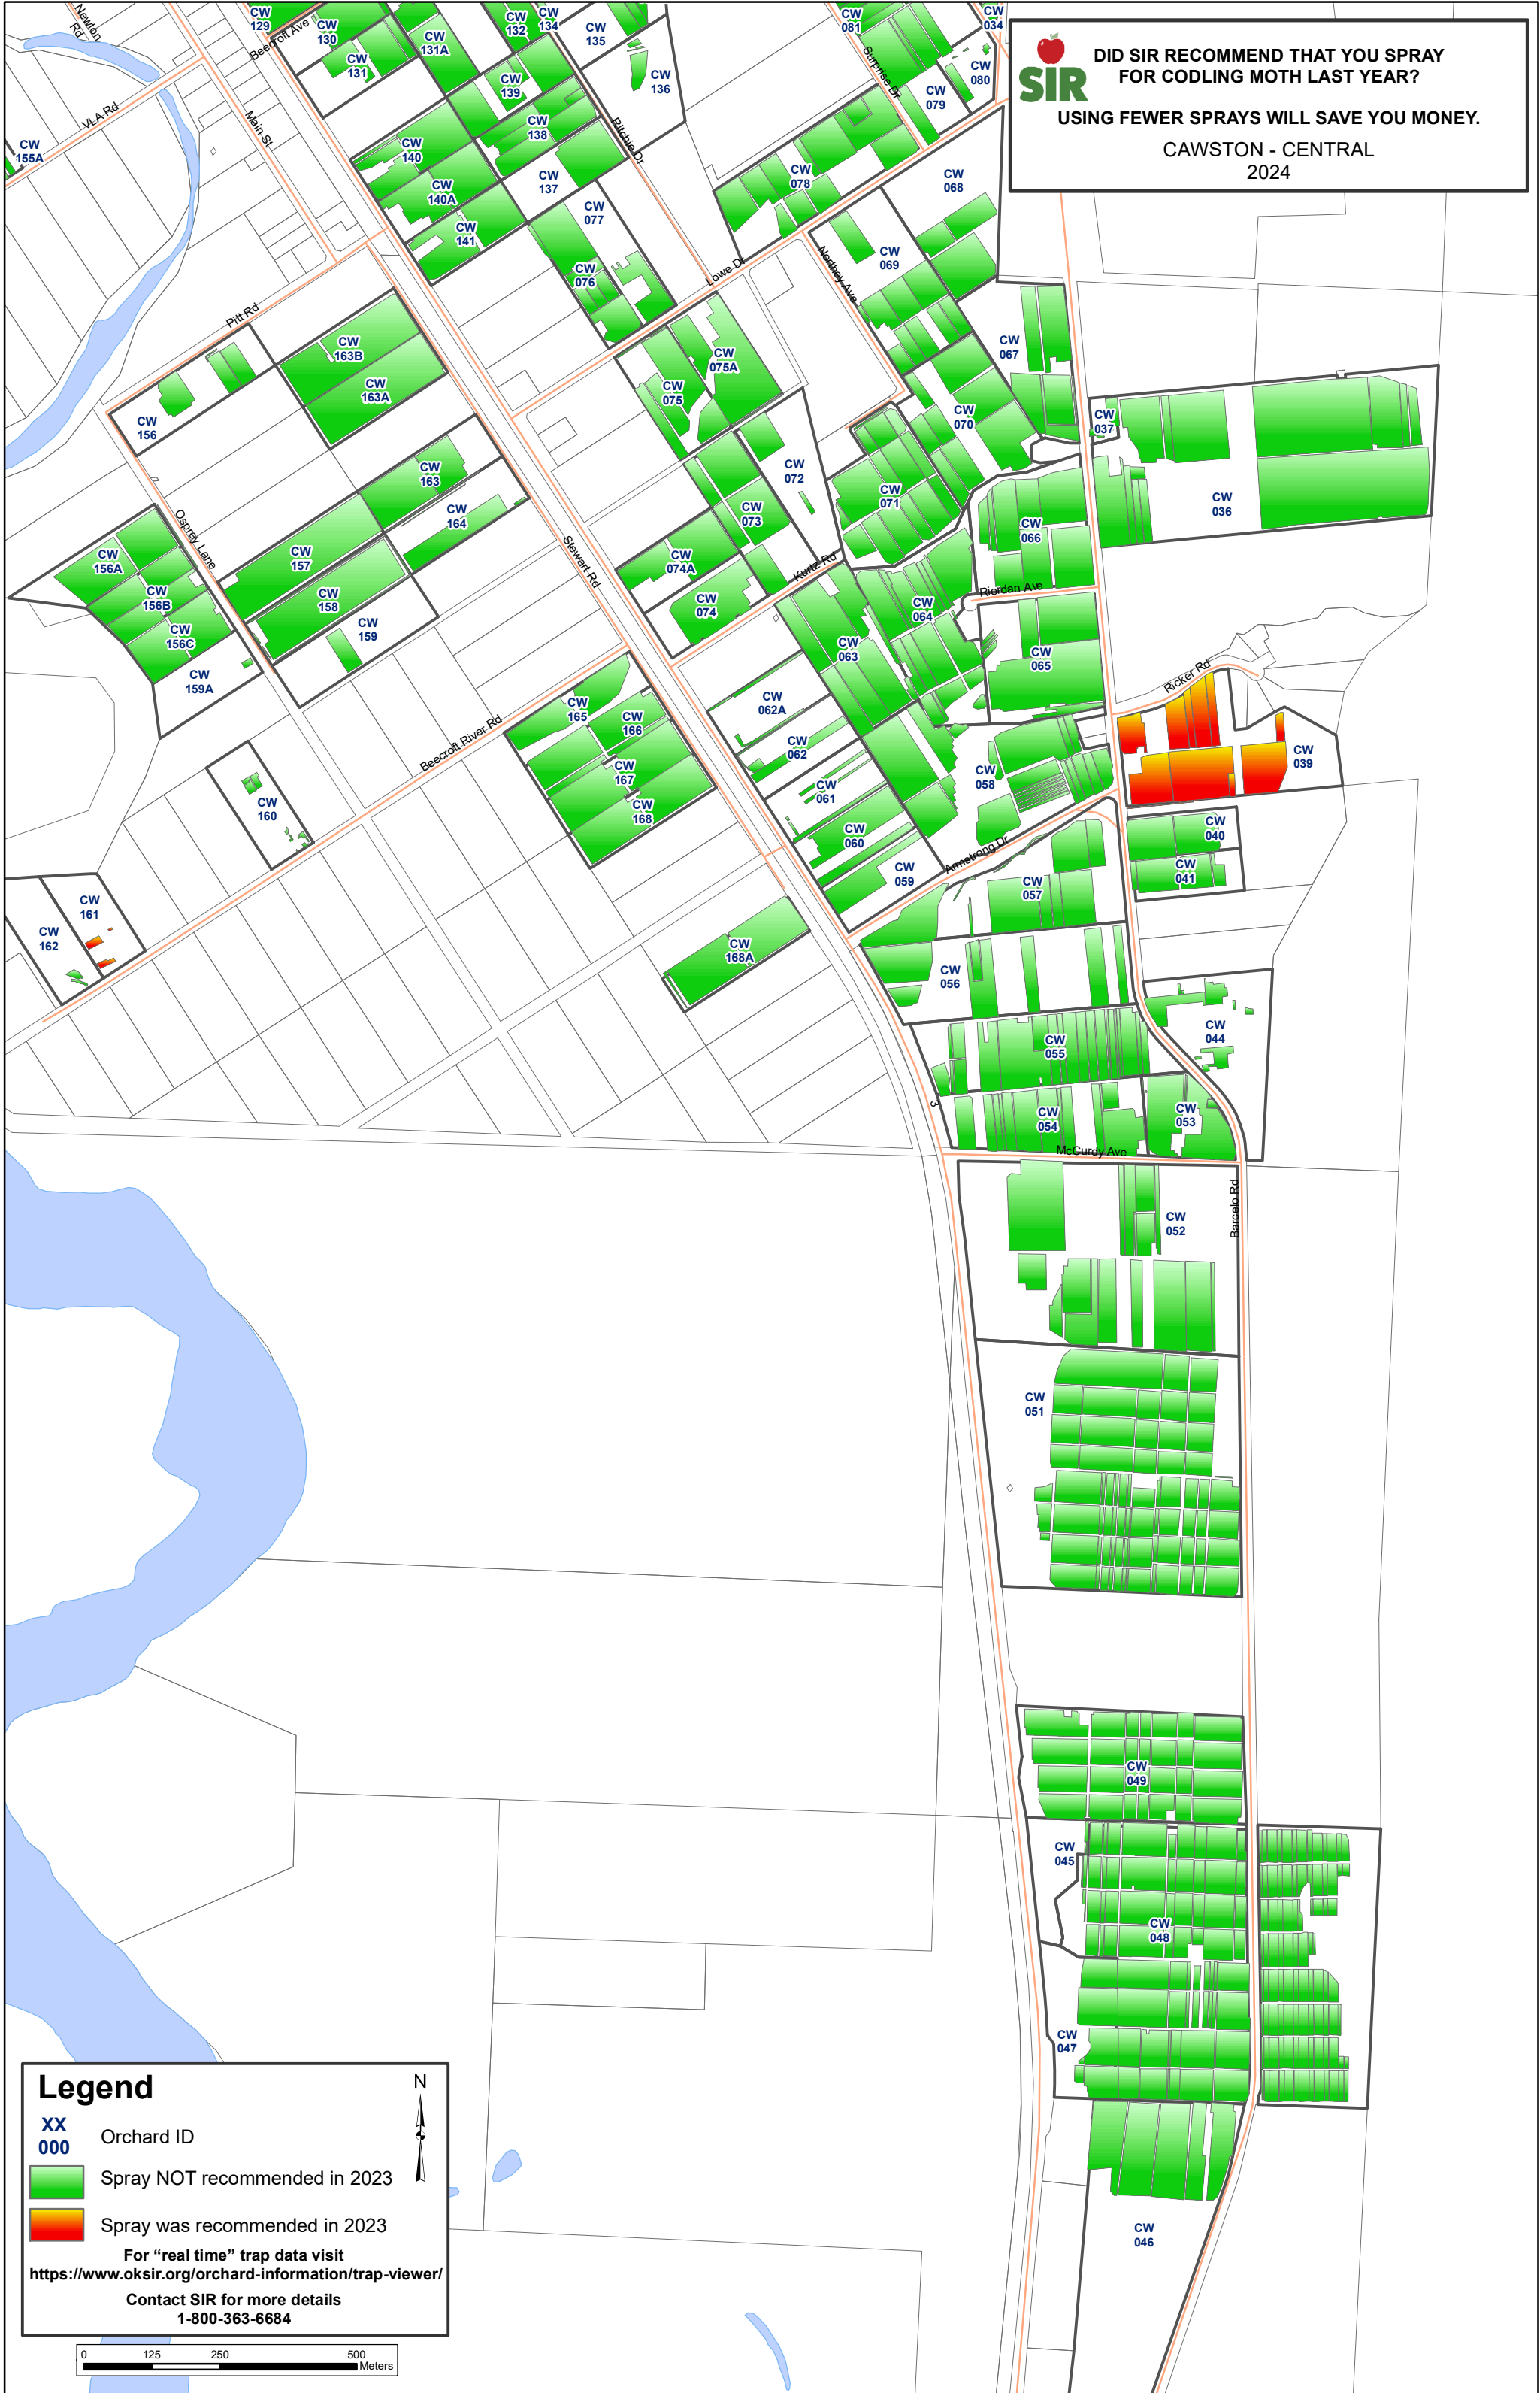 DID SIR RECOMMEND THAT YOU SPRAY
FOR CODLING MOTH LAST YEAR?
SIR
USING FEWER SPRAYS WILL SAVE YOU MONEY.
CAWSTON - CENTRAL
2024
Newton
Rd
CW
129
CW
130
Beecroft Ave
CW
131
CW
131A
CW
132
CW
134
CW
135
CW
136
CW
081
CW
034
Surprise Dr
CW
080
CW
079
VLA Rd
CW
155A
Main St
CW
139
CW
138
CW
140
CW
140A
CW
137
CW
141
Ritchie Dr
CW
077
CW
076
CW
078
CW
068
CW
069
Northey Ave
Lowe Dr
Pitt Rd
CW
163B
CW
163A
CW
156
CW
075A
CW
075
CW
067
CW
070
CW
037
CW
036
CW
163
CW
164
CW
072
CW
073
CW
071
CW
066
Osprey Lane
CW
156A
CW
156B
CW
156C
CW
159A
CW
157
CW
158
CW
159
Stewart Rd
CW
074A
CW
074
Kurtz Rd
Riordan Ave
CW
064
CW
063
CW
065
Ricker Rd
CW
039
CW
062A
CW
062
CW
061
CW
060
CW
059
CW
058
Armstrong Dr
CW
040
CW
041
CW
165
CW
166
CW
167
CW
168
Beecroft River Rd
CW
160
CW
161
CW
162
CW
168A
CW
057
CW
056
CW
055
CW
044
CW
054
CW
053
3
McCurdy Ave
Barcelo Rd
CW
052
CW
051
CW
049
CW
045
CW
048
CW
047
CW
046
Legend
N
XX
000
Orchard ID
Spray NOT recommended in 2023
Spray was recommended in 2023
For “real time” trap data visit
https://www.oksir.org/orchard-information/trap-viewer/
Contact SIR for more details
1-800-363-6684
0 125 250 500
Meters